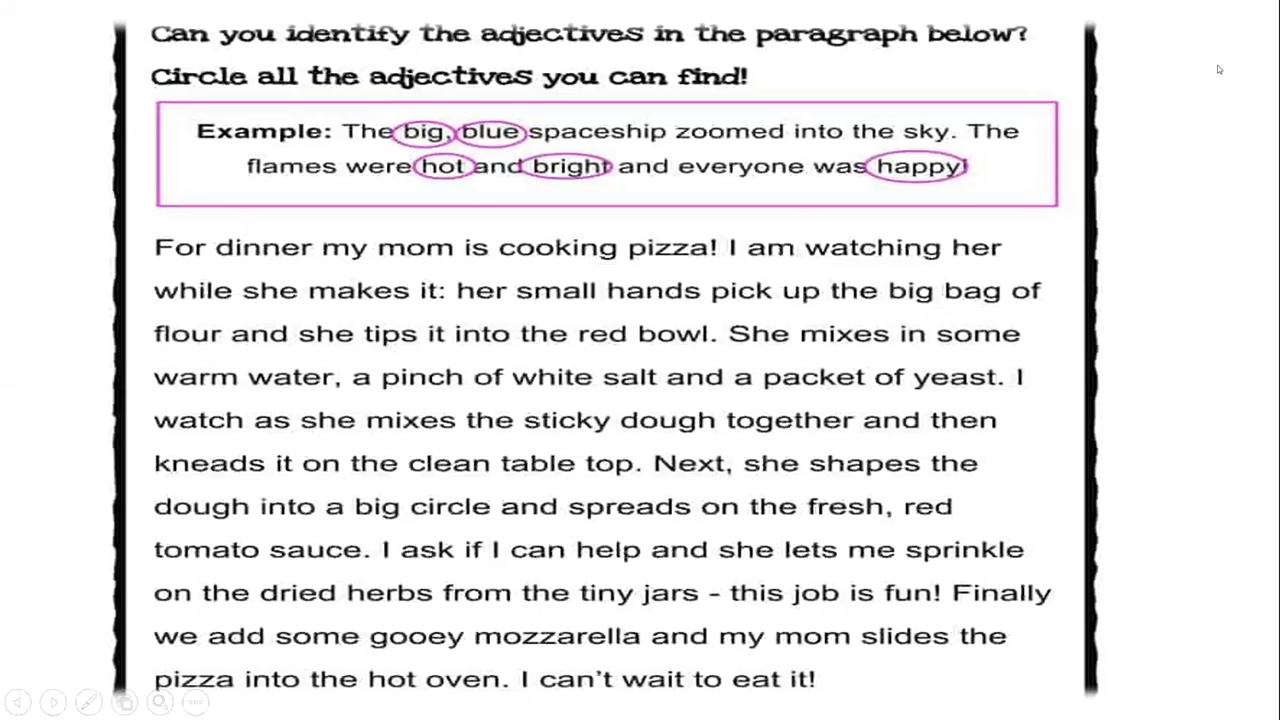 Can you identify the adjectives in the paragraph below?
Circle all the adjectives you can find!
Example: The big, blue spaceship zoomed into the sky. The
flames were hot and bright and everyone was happy!
For dinner my mom is cooking pizza! I am watching her
while she makes it: her small hands pick up the big bag of
flour and she tips it into the red bowl. She mixes in some
warm water, a pinch of white salt and a packet of yeast. I
watch as she mixes the sticky dough together and then
kneads it on the clean table top. Next, she shapes the
dough into a big circle and spreads on the fresh, red
tomato sauce. I ask if I can help and she lets me sprinkle
on the dried herbs from the tiny jars - this job is fun! Finally
we add some gooey mozzarella and my mom slides the
pizza into the hot oven. I can't wait to eat it!